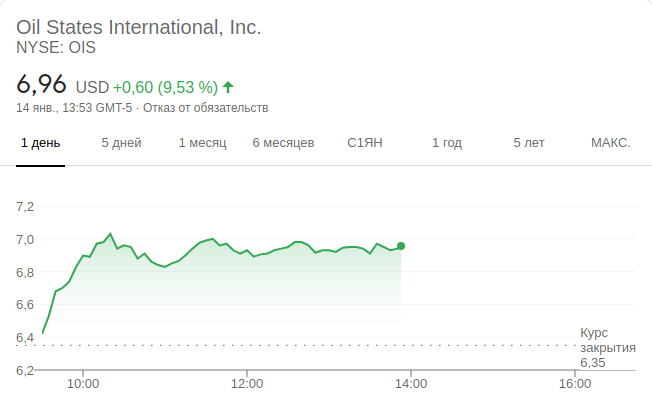 Oil States International, Inc.
NYSE: OIS
6,96 USD +0,60 (9,53 %)
14 янв., 13:53 GMT-5 · Отказ от обязательств
1 день 5 дней 1 месяц 6 месяцев С1ЯН 1 год 5 лет МАКС.
7,2
7,0
6,8
6,6
6,4
6,2
Курс
закрытия
6,35
10:00 12:00 14:00 16:00